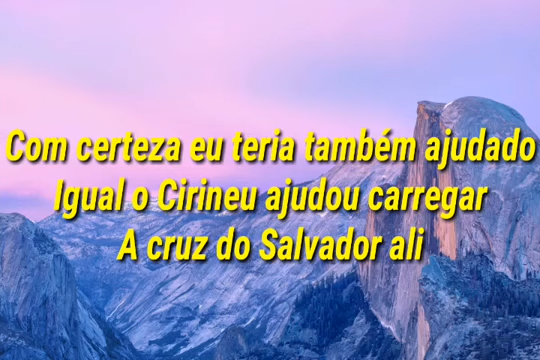 Com certeza eu teria também ajudado
Igual o Cirineu ajudou carregar
A cruz do Salvador ali